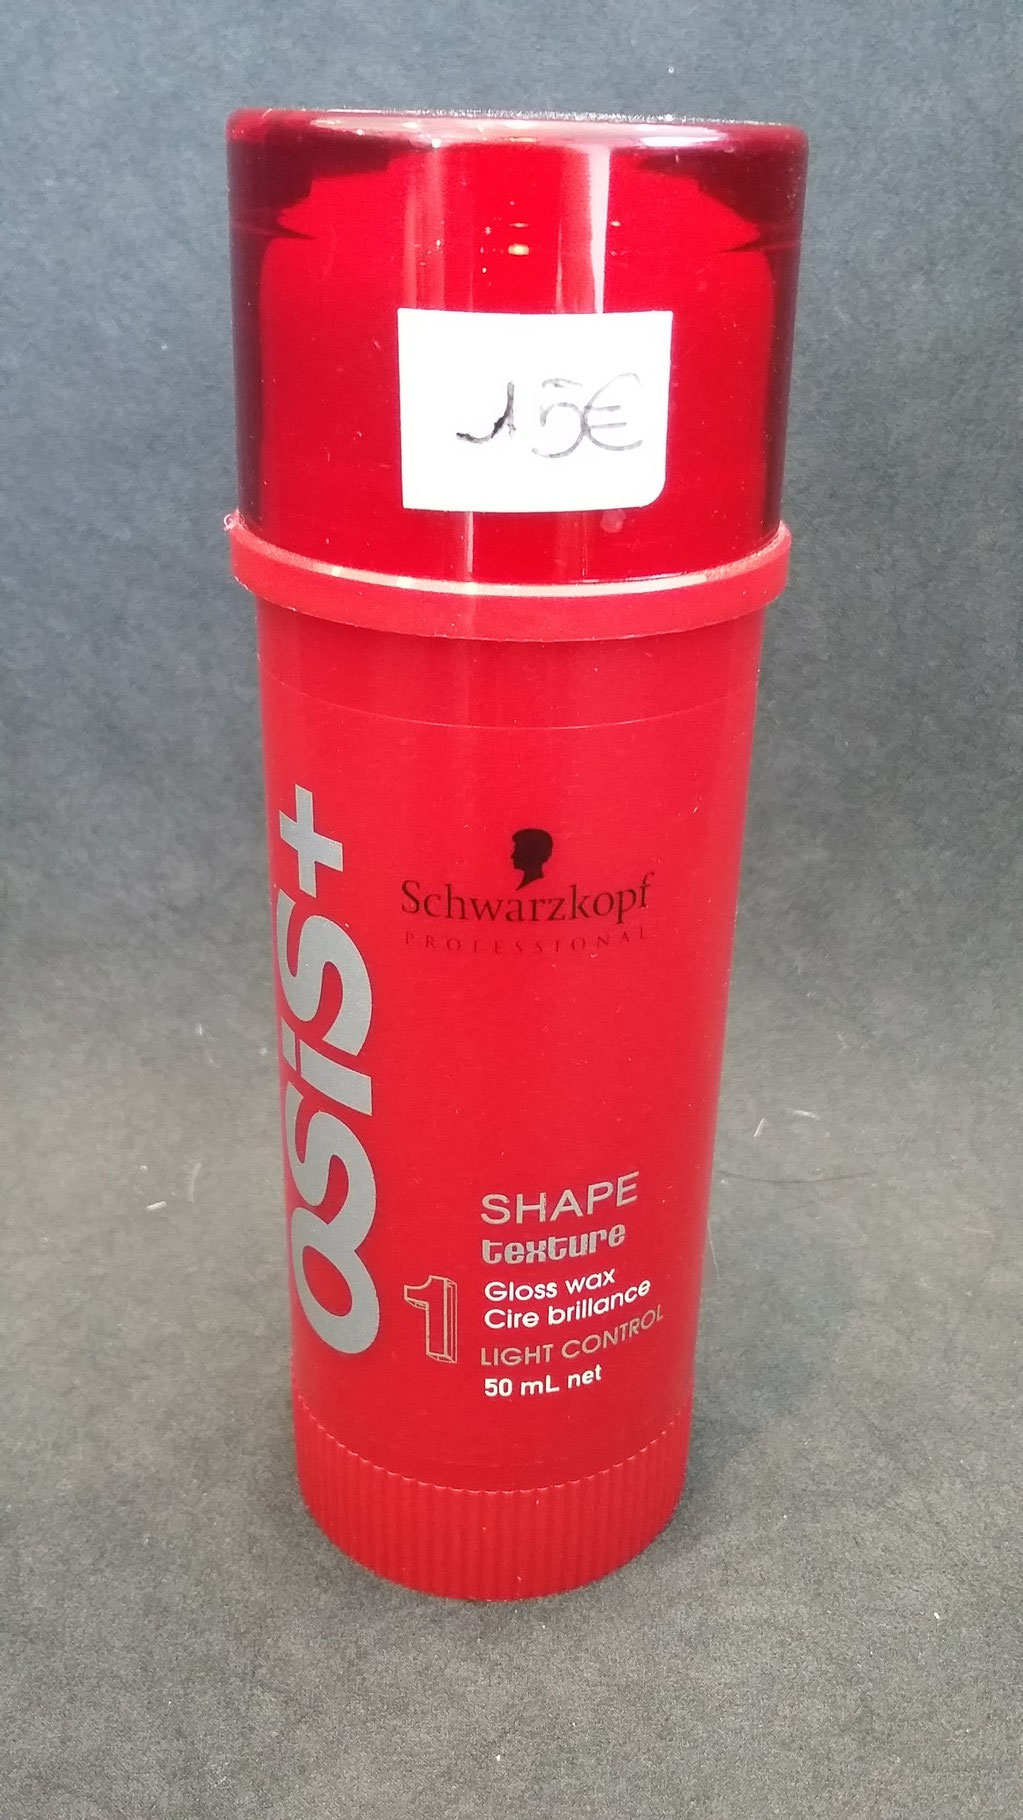 15€
Schwarzkopf
PROFESSIONAL
OSiS+
SHAPE
texture
1
Gloss wax
Cire brillance
LIGHT CONTROL
50 mL net